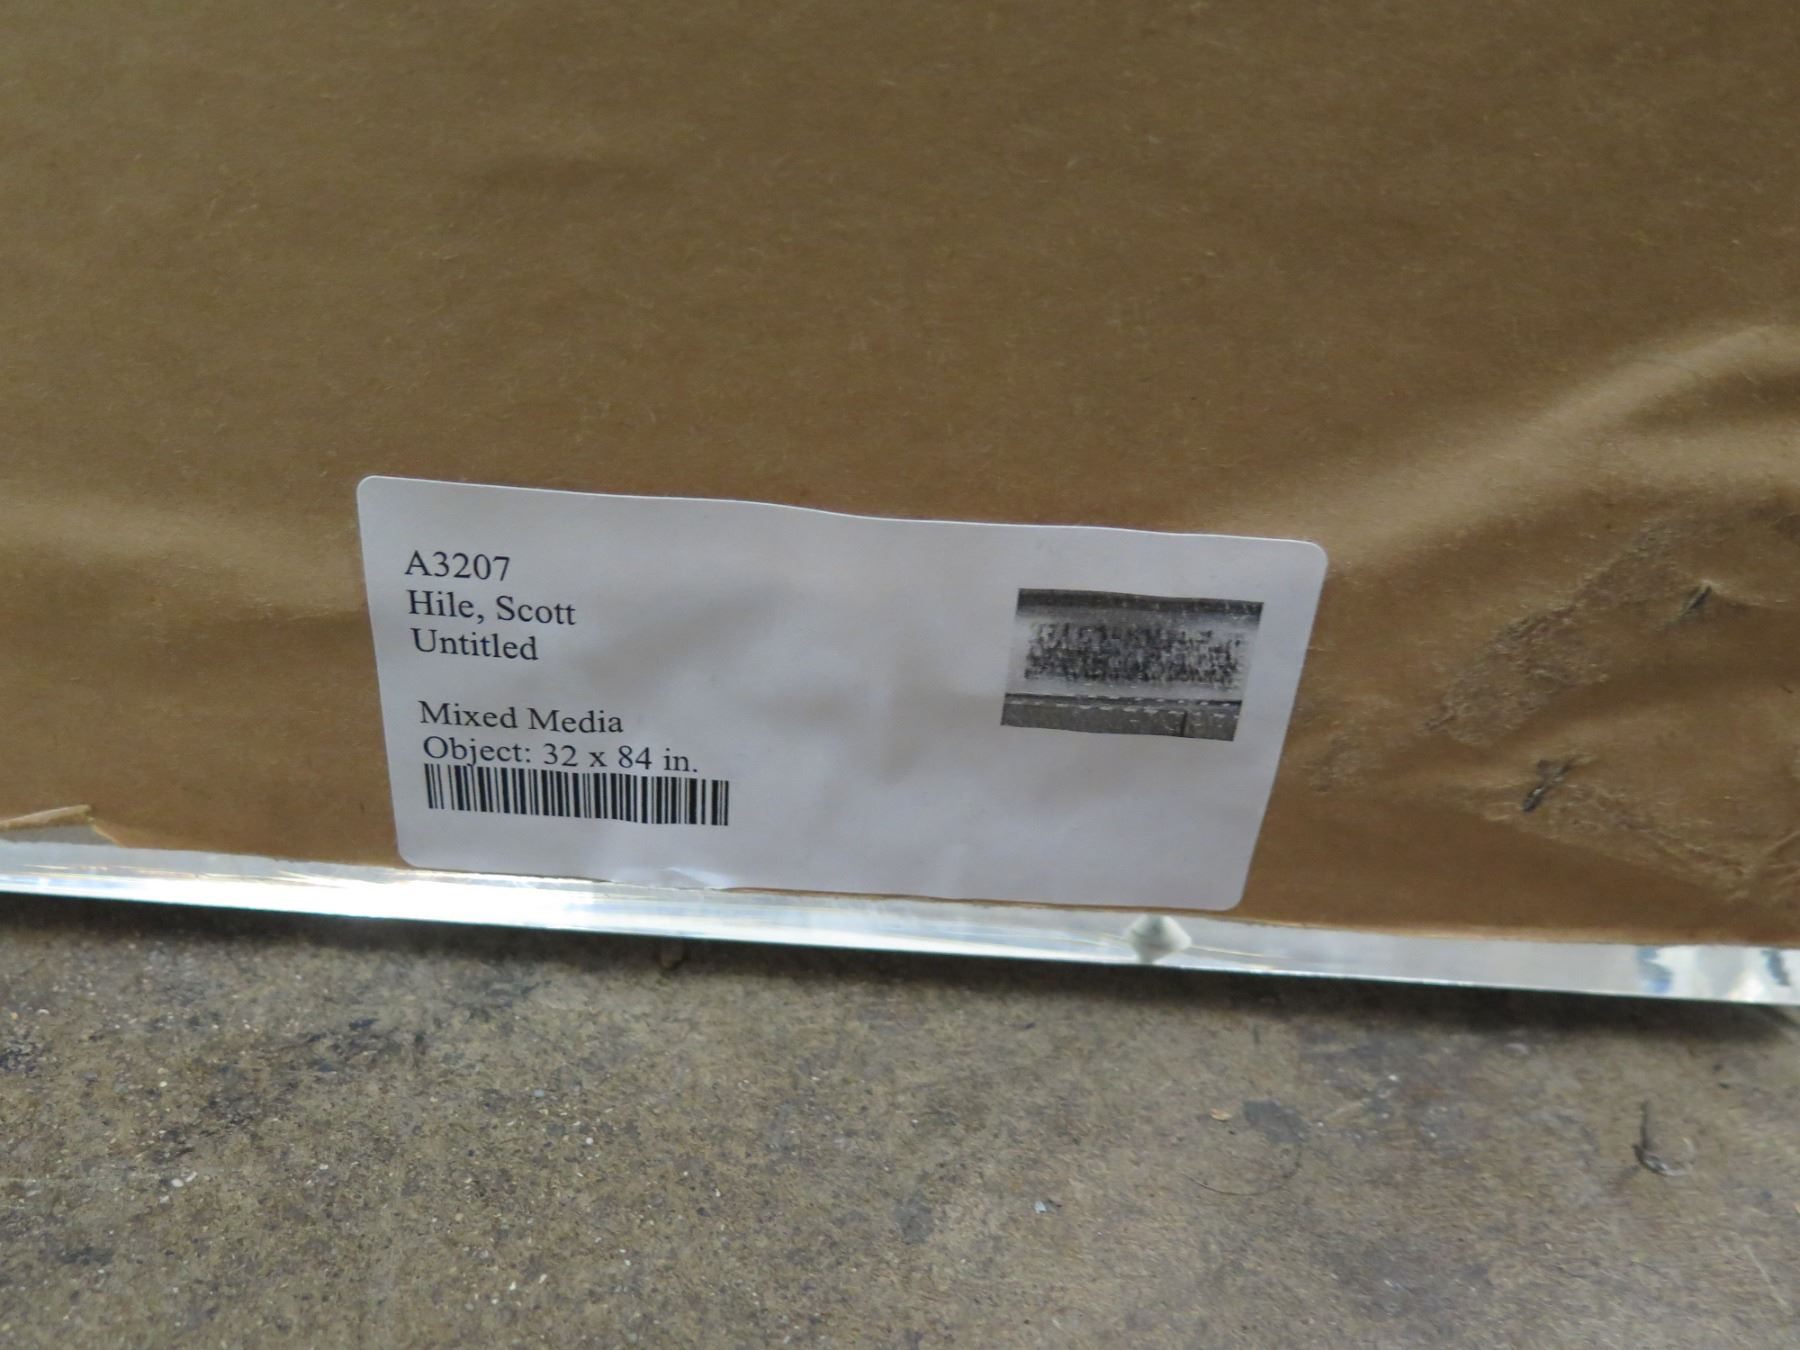 A3207
Hile, Scott
Untitled
Mixed Media
Object: 32 x 84 in.